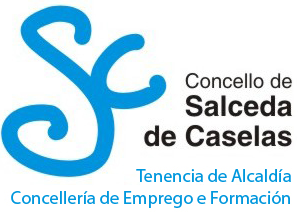 Concello de
Salceda
de Caselas
Tenencia de Alcaldía
Concellería de Emprego e Formación